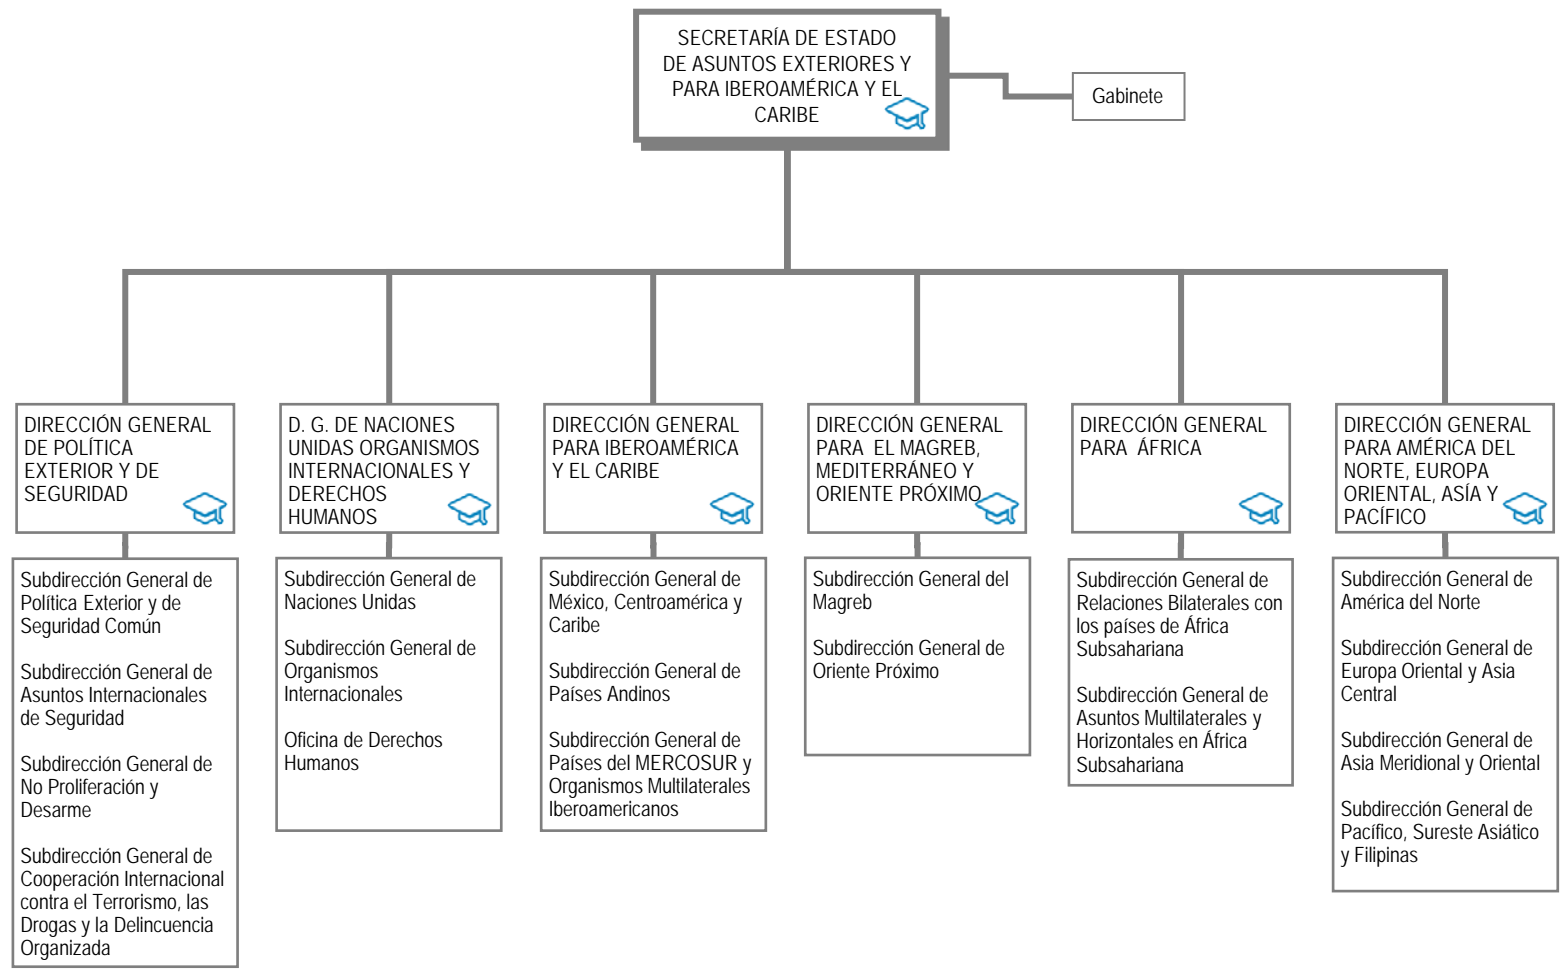 SECRETARÍA DE ESTADO
DE ASUNTOS EXTERIORES Y
PARA IBEROAMÉRICA Y EL
CARIBE
Gabinete
DIRECCIÓN GENERAL
DE POLÍTICA
EXTERIOR Y DE
SEGURIDAD
D. G. DE NACIONES
UNIDAS ORGANISMOS
INTERNACIONALES Y
DERECHOS
HUMANOS
DIRECCIÓN GENERAL
PARA IBEROAMÉRICA
Y EL CARIBE
DIRECCIÓN GENERAL
PARA EL MAGREB,
MEDITERRÁNEO Y
ORIENTE PRÓXIMO
DIRECCIÓN GENERAL
PARA ÁFRICA
DIRECCIÓN GENERAL
PARA AMÉRICA DEL
NORTE, EUROPA
ORIENTAL, ASÍA Y
PACÍFICO
Subdirección General de
Política Exterior y de
Seguridad Común
Subdirección General de
Asuntos Internacionales
de Seguridad
Subdirección General de
No Proliferación y
Desarme
Subdirección General de
Cooperación Internacional
contra el Terrorismo, las
Drogas y la Delincuencia
Organizada
Subdirección General de
Naciones Unidas
Subdirección General de
Organismos
Internacionales
Oficina de Derechos
Humanos
Subdirección General de
México, Centroamérica y
Caribe
Subdirección General de
Países Andinos
Subdirección General de
Países del MERCOSUR y
Organismos Multilaterales
Iberoamericanos
Subdirección General del
Magreb
Subdirección General de
Oriente Próximo
Subdirección General de
Relaciones Bilaterales con
los países de África
Subsahariana
Subdirección General de
Asuntos Multilaterales y
Horizontales en África
Subsahariana
Subdirección General de
América del Norte
Subdirección General de
Europa Oriental y Asia
Central
Subdirección General de
Asia Meridional y Oriental
Subdirección General de
Pacífico, Sureste Asiático
y Filipinas